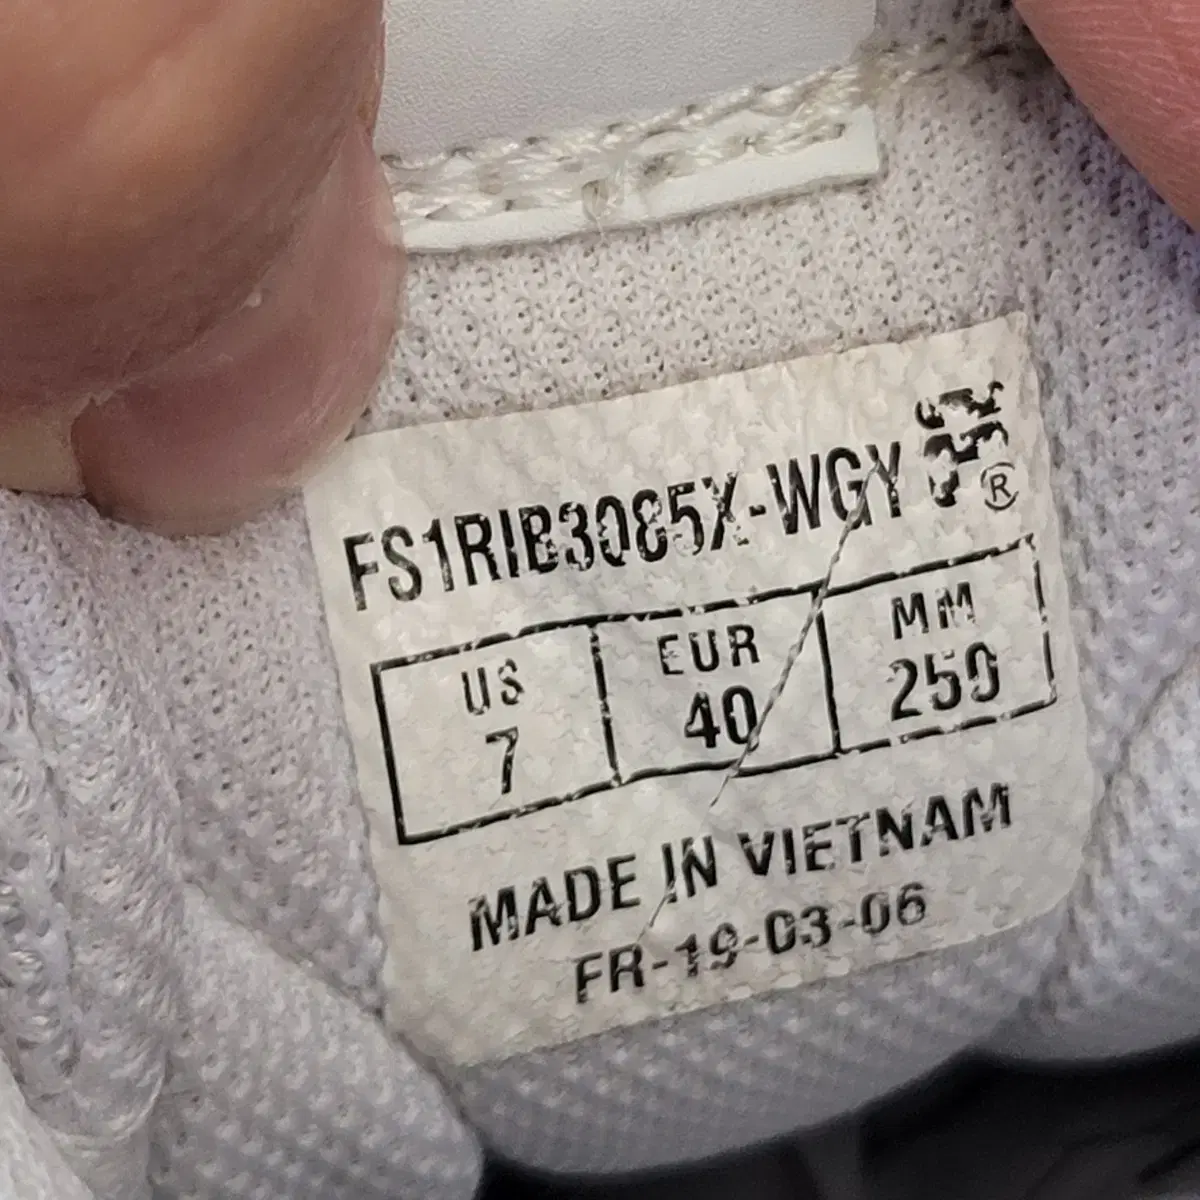 FS1RIB3085X-WGY
®
US EUR MM
7 40 250
MADE IN VIETNAM
FR-19-03-06